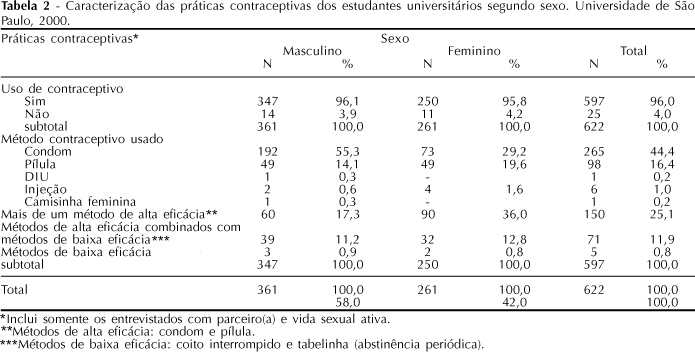 Tabela 2 - Caracterização das práticas contraceptivas dos estudantes universitários segundo sexo. Universidade de São
Paulo, 2000.
Práticas contraceptivas* Sexo
Masculino Feminino Total
N % N % N %
Uso de contraceptivo
Sim 347 96,1 250 95,8 597 96,0
Não 14 3,9 11 4,2 25 4,0
subtotal 361 100,0 261 100,0 622 100,0
Método contraceptivo usado
Condom 192 55,3 73 29,2 265 44,4
Pílula 49 14,1 49 19,6 98 16,4
DIU 1 0,3 - 1 0,2
Injeção 2 0,6 4 1,6 6 1,0
Camisinha feminina 1 0,3 - 1 0,2
Mais de um método de alta eficácia** 60 17,3 90 36,0 150 25,1
Métodos de alta eficácia combinados com
métodos de baixa eficácia*** 39 11,2 32 12,8 71 11,9
Métodos de baixa eficácia 3 0,9 2 0,8 5 0,8
subtotal 347 100,0 250 100,0 597 100,0
Total 361 100,0 261 100,0 622 100,0
58,0 42,0 100,0
*Inclui somente os entrevistados com parceiro(a) e vida sexual ativa.
**Métodos de alta eficácia: condom e pílula.
***Métodos de baixa eficácia: coito interrompido e tabelinha (abstinência periódica).